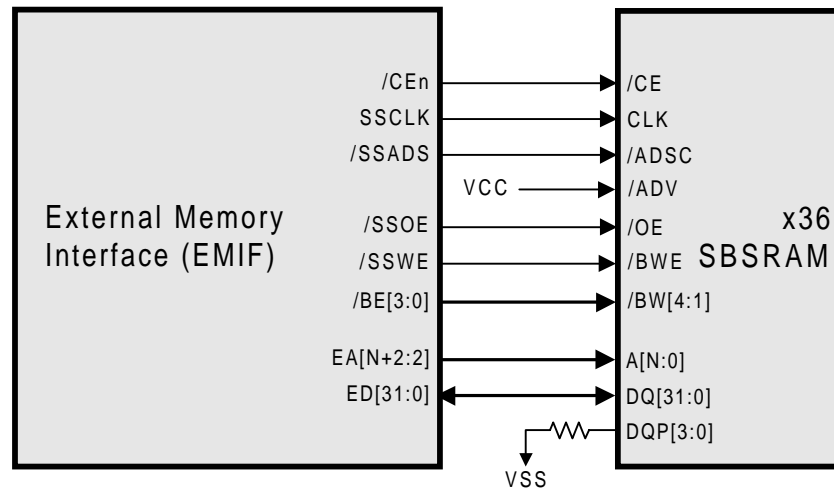 /CEn
SSCLK
/SSADS
External Memory
Interface (EMIF)
/SSOE
/SSWE
/BE[3:0]
EA[N+2:2]
ED[31:0]
VCC
VSS
/CE
CLK
/ADSC
/ADV
/OE
/BWE
/BW[4:1]
A[N:0]
DQ[31:0]
DQP[3:0]
x36
SBSRAM